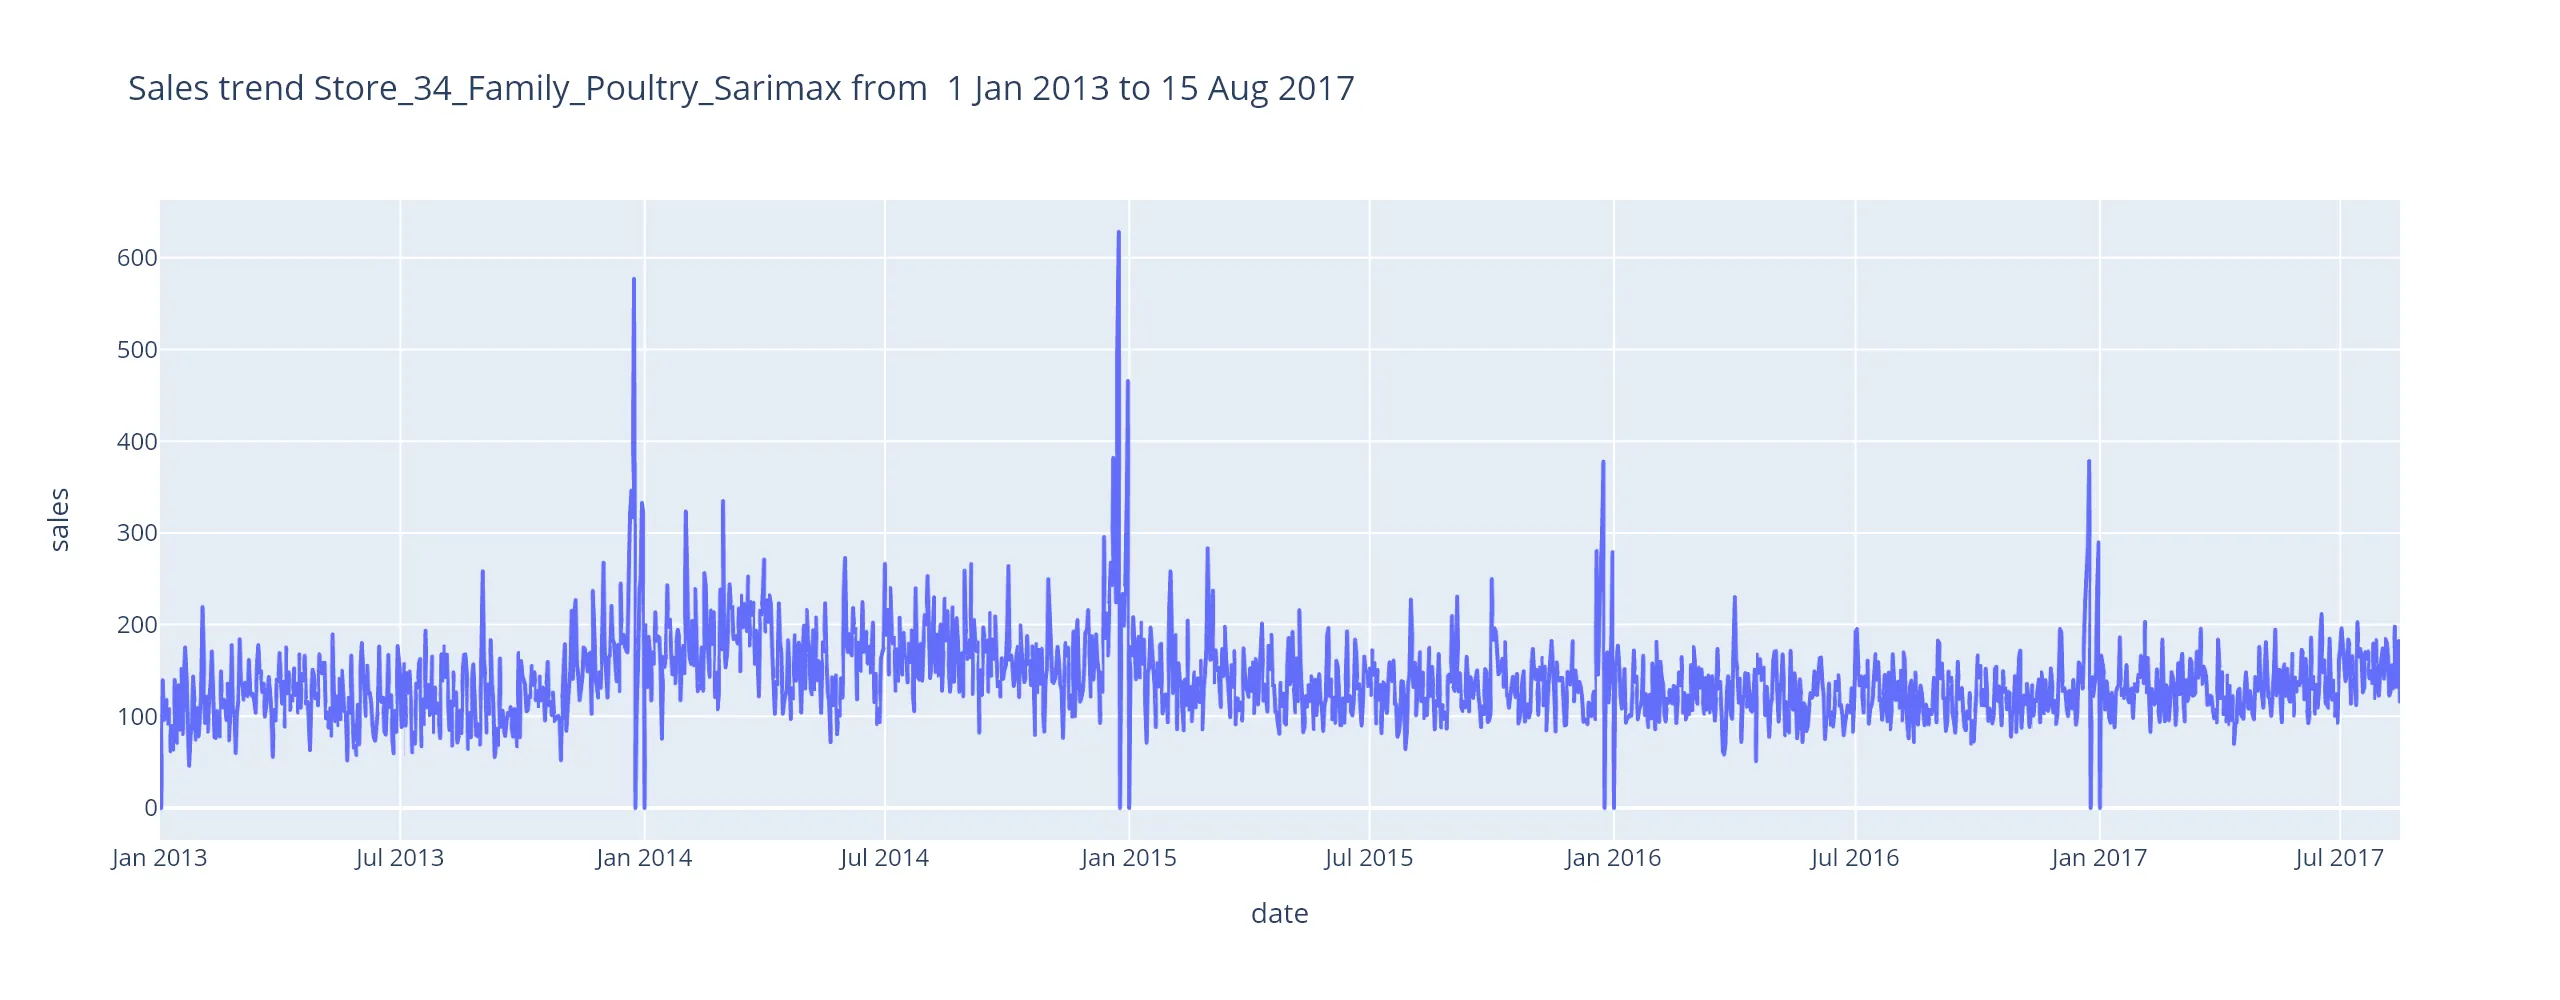 Sales trend Store_34_Family_Poultry_Sarimax from  1 Jan 2013 to 15 Aug 2017
sales
600
500
400
300
200
100
0
Jan 2013 Jul 2013 Jan 2014 Jul 2014 Jan 2015 Jul 2015 Jan 2016 Jul 2016 Jan 2017 Jul 2017
date